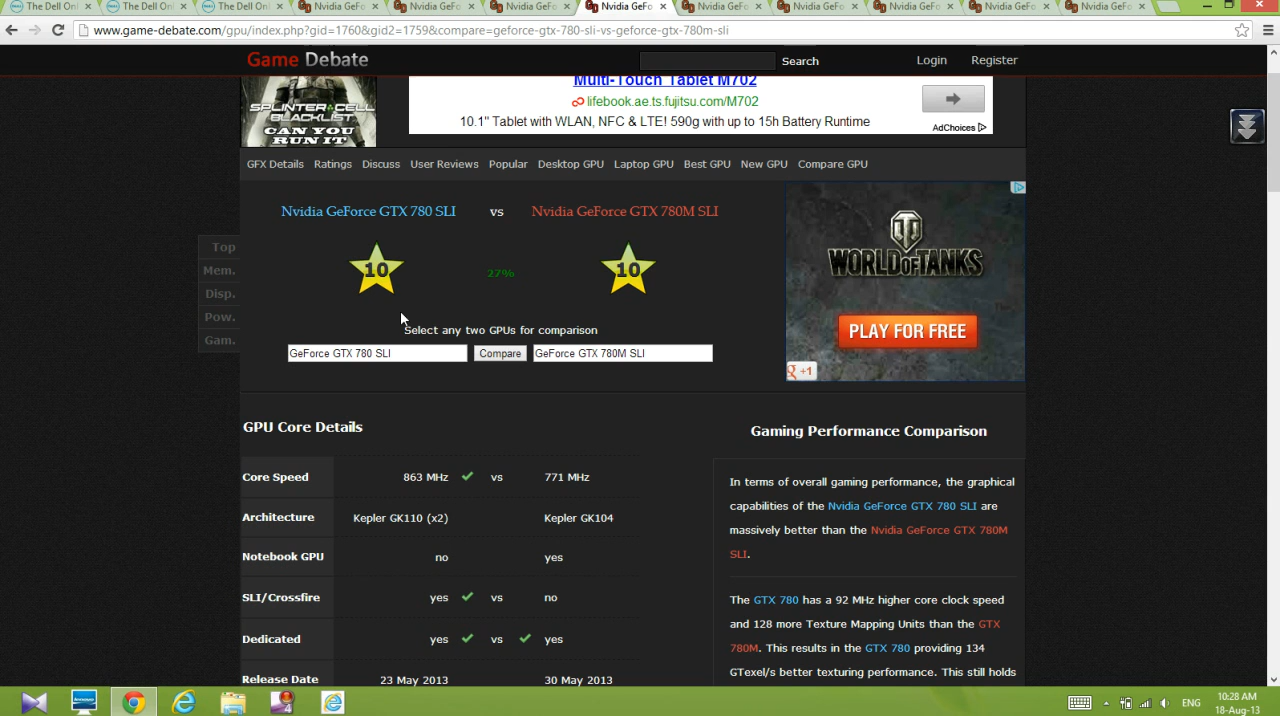 The Dell Onl
The Dell Onl
The Dell Onl
Nvidia GeFo
Nvidia GeFo
Nvidia GeFo
Nvidia GeFo
Nvidia GeFo
Nvidia GeFo
Nvidia GeFo
Nvidia GeFo
Nvidia GeFo
www.game-debate.com/gpu/index.php?gid=1760&gid2=1759&compare=geforce-gtx-780-sli-vs-geforce-gtx-780m-sli
Game Debate
Search
Login
Register
SPLINTER CELL
BLACKLIST
CAN YOU
RUN IT
Multi-Touch Tablet M702
lifebook.ae.ts.fujitsu.com/M702
10.1" Tablet with WLAN, NFC & LTE! 590g with up to 15h Battery Runtime
AdChoices
GFX Details Ratings Discuss User Reviews Popular Desktop GPU Laptop GPU Best GPU New GPU Compare GPU
Nvidia GeForce GTX 780 SLI vs Nvidia GeForce GTX 780M SLI
10 27% 10
Select any two GPUs for comparison
GeForce GTX 780 SLI Compare GeForce GTX 780M SLI
Top
Mem.
Disp.
Pow.
Gam.
WORLD OF TANKS
PLAY FOR FREE
g +1
GPU Core Details
Core Speed 863 MHz vs 771 MHz
Architecture Kepler GK110 (x2) Kepler GK104
Notebook GPU no yes
SLI/Crossfire yes vs no
Dedicated yes vs yes
Release Date 23 May 2013 30 May 2013
Gaming Performance Comparison
In terms of overall gaming performance, the graphical
capabilities of the Nvidia GeForce GTX 780 SLI are
massively better than the Nvidia GeForce GTX 780M
SLI.
The GTX 780 has a 92 MHz higher core clock speed
and 128 more Texture Mapping Units than the GTX
780M. This results in the GTX 780 providing 134
GTexel/s better texturing performance. This still holds
ENG
10:28 AM
18-Aug-13